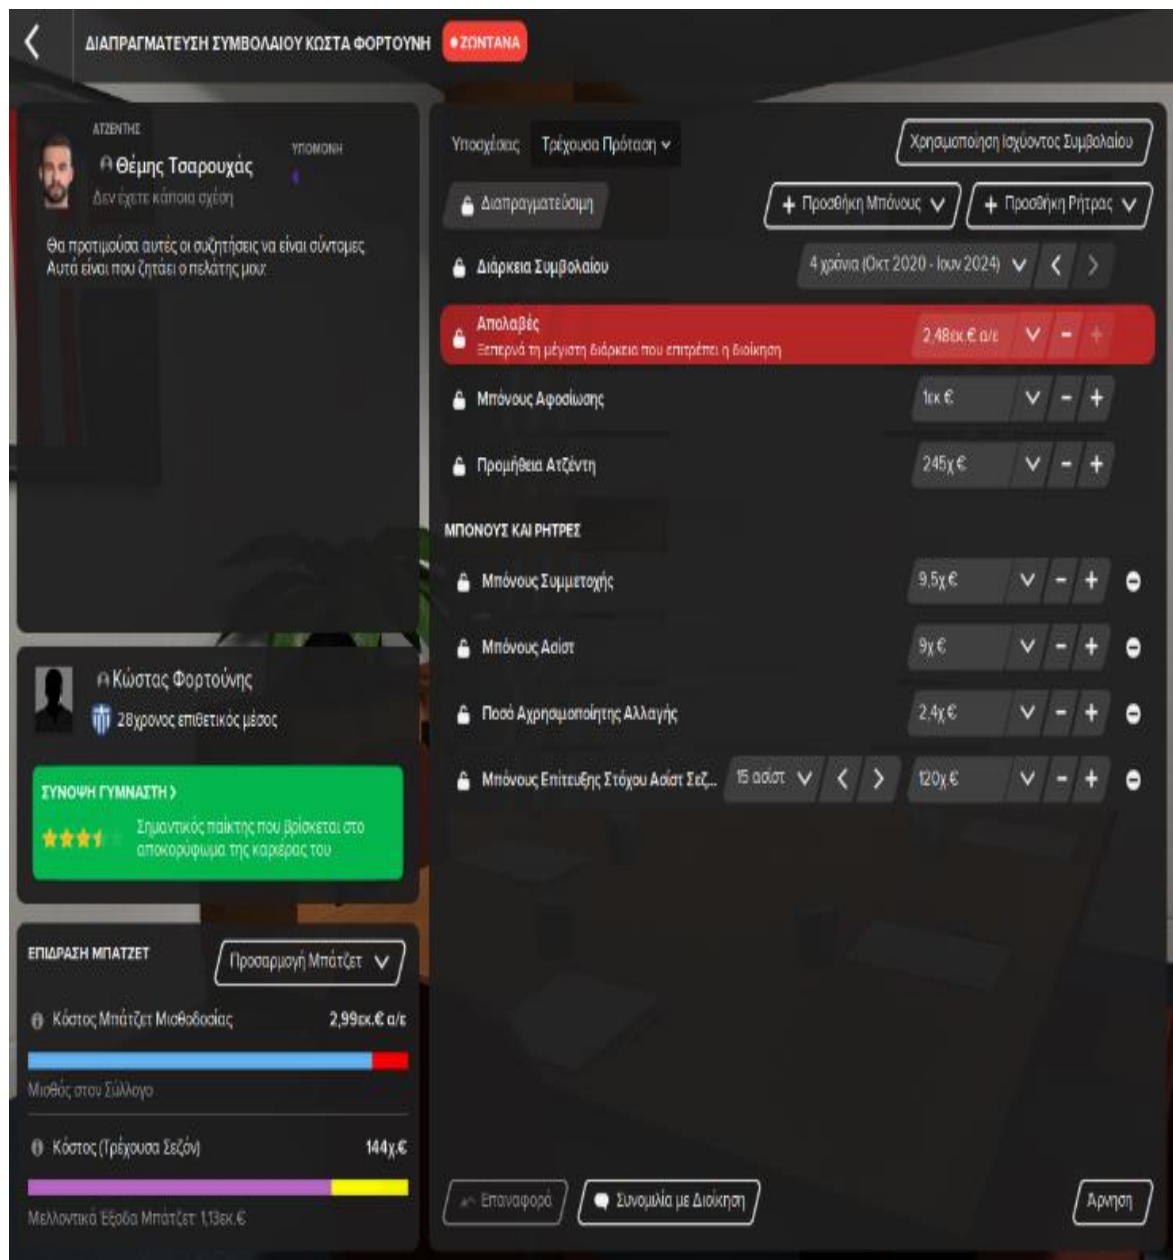 ΔΙΑΠΡΑΓΜΑΤΕΥΣΗ ΣΥΜΒΟΛΑΙΟΥ ΚΩΣΤΑ ΦΟΡΤΟΥΝΗ
ΖΩΝΤΑΝΑ
ΑΤΖΕΝΤΗΣ
Θέμης Τσαρουχάς
Δεν έχετε κάποια σχέση
ΥΠΟΜΟΝΗ
Θα προτιμούσα αυτές οι συζητήσεις να είναι σύντομες.
Αυτά είναι που ζητάει ο πελάτης μου:
Κώστας Φορτούνης
28χρονος επιθετικός μέσος
ΣΥΝΟΨΗ ΓΥΜΝΑΣΤΗ >
Σημαντικός παίκτης που βρίσκεται στο
αποκορύφωμα της καριέρας του
ΕΠΙΔΡΑΣΗ ΜΠΑΤΖΕΤ
Προσαρμογή Μπάτζετ
Κόστος Μπάτζετ Μισθοδοσίας 2,99εκ.€ α/ε
Μισθός στου Σύλλογο
Κόστος (Τρέχουσα Σεζόν) 144χ.€
Μελλοντικά Έξοδα Μπάτζετ: 1,13εκ.€
Υποσχέσεις Τρέχουσα Πρόταση
Χρησιμοποίηση Ισχύοντος Συμβολαίου
Διαπραγματεύσιμη
+ Προσθήκη Μπόνους
+ Προσθήκη Ρήτρας
Διάρκεια Συμβολαίου 4 χρόνια (Οκτ 2020 - Ιουν 2024)
Απολαβές 2,48εκ.€ α/ε
Ξεπερνά τη μέγιστη διάρκεια που επιτρέπει η διοίκηση
Μπόνους Αφοσίωσης 1εκ €
Προμήθεια Ατζέντη 245χ €
ΜΠΟΝΟΥΣ ΚΑΙ ΡΗΤΡΕΣ
Μπόνους Συμμετοχής 9,5χ €
Μπόνους Ασίστ 9χ €
Ποσό Αχρησιμοποίητης Αλλαγής 2,4χ €
Μπόνους Επίτευξης Στόχου Ασίστ Σεζ... 15 ασίστ 120χ.€
Επαναφορά
Συνομιλία με Διοίκηση
Άρνηση